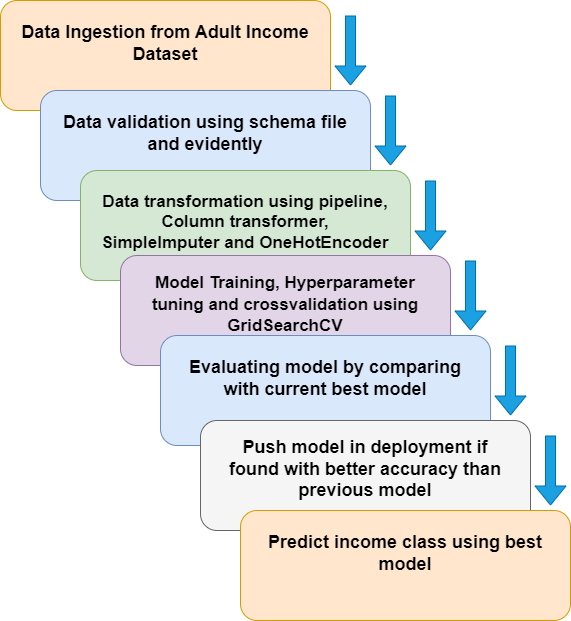 Data Ingestion from Adult Income
Dataset
Data validation using schema file
and evidently
Data transformation using pipeline,
Column transformer,
SimpleImputer and OneHotEncoder
Model Training, Hyperparameter
tuning and crossvalidation using
GridSearchCV
Evaluating model by comparing
with current best model
Push model in deployment if
found with better accuracy than
previous model
Predict income class using best
model